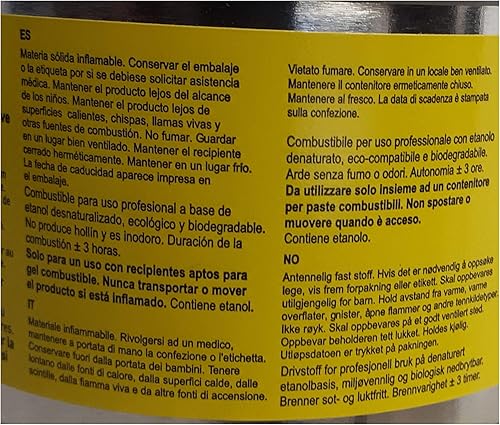 ES
Materia sólida inflamable. Conservar el embalaje
o la etiqueta por si se debiese solicitar asistencia
médica. Mantener el producto lejos del alcance
de los niños. Mantener el producto lejos de
superficies calientes, chispas, llamas vivas y
otras fuentes de combustión. No fumar. Guardar
en un lugar bien ventilado. Mantener el recipiente
cerrado herméticamente. Mantener en un lugar frío.
La fecha de caducidad aparece impresa en
el embalaje.
Combustible para uso profesional a base de
etanol desnaturalizado, ecológico y biodegradable.
No produce hollin y es inodoro. Duración de la
combustión ± 3 horas.
Solo para un uso con recipientes aptos para
gel combustible. Nunca transportar o mover
el producto si está inflamado. Contiene etanol.
IT
Materiale infiammabile. Rivolgersi ad un medico,
mantenere a portata di mano la confezione o l'etichetta.
Conservare fuori dalla portata dei bambini. Tenere
lontano dalle fonti di calore, dalla superfici calde, dalle
scintille, dalla fiamma viva e da altre fonti di accensione.
Vietato fumare. Conservare in un locale ben ventilato.
Mantenere il contenitore ermeticamente chiuso.
Mantenere al fresco. La data di scadenza è stampata
sulla confezione.
Combustibile per uso professionale con etanolo
denaturato, eco-compatibile e biodegradabile.
Arde senza fumo o odori. Autonomia ± 3 ore.
Da utilizzare solo insieme ad un contenitore
per paste combustibili. Non spostare o
muovere quando è acceso.
Contiene etanolo.
NO
Antennelig fast stoff. Hvis det er nødvendig å oppsøke
lege, vis frem forpakning eller etikett. Skal oppbevares
utilgjengelig for barn. Hold avstand fra varme, varme
overflater, gnister, åpne flammer og andre tennkildetyper.
Ikke røyk. Skal oppbevares på et godt ventilert sted.
Oppbevar beholderen tett lukket. Holdes kjølig.
Utløpsdatoen er trykket på pakningen.
Drivstoff for profesjonell bruk på denaturert
etanolbasis, miljøvennlig og biologisk nedbrytbar.
Brenner sot- og luktfritt. Brennvarighet ± 3 timer.